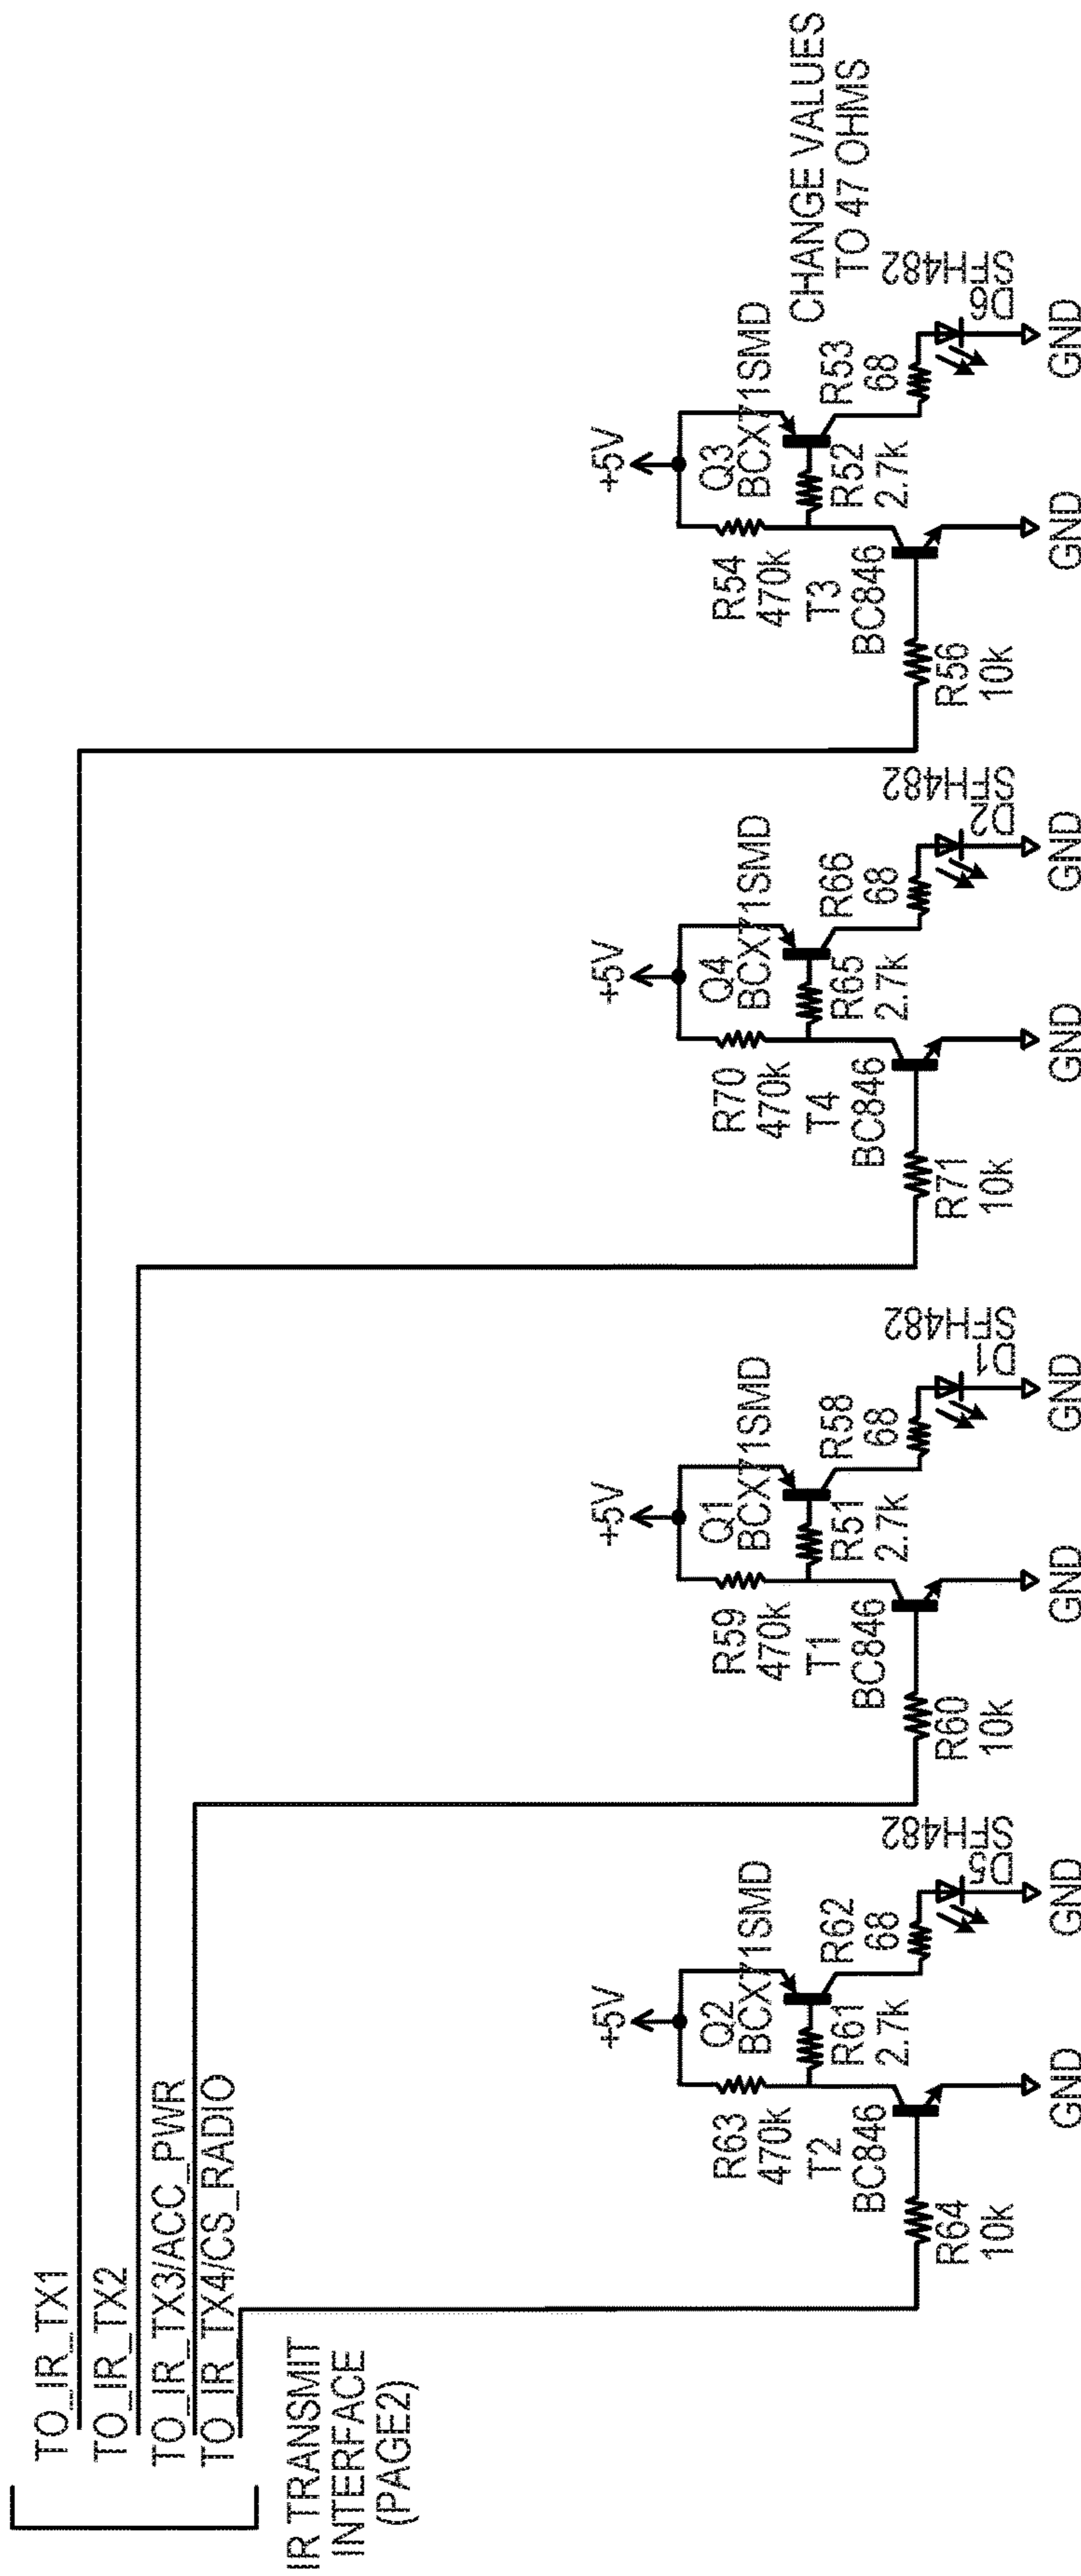 TO_IR_TX1
TO_IR_TX2
TO_IR_TX3/ACC_PWR
TO_IR_TX4/CS_RADIO
IR TRANSMIT
INTERFACE
(PAGE2)
+5V
Q2
BCX71SMD
R63
470k
T2
BC846
R61
2.7k
R62
68
R64
10k
D5
SFH482
GND
GND
+5V
Q1
BCX71SMD
R59
470k
T1
BC846
R51
2.7k
R58
68
R60
10k
D1
SFH482
GND
GND
+5V
Q4
BCX71SMD
R70
470k
T4
BC846
R65
2.7k
R66
68
R71
10k
D2
SFH482
GND
GND
+5V
Q3
BCX71SMD
R54
470k
T3
BC846
R52
2.7k
R53
68
R56
10k
D6
SFH482
GND
GND
CHANGE VALUES
TO 47 OHMS